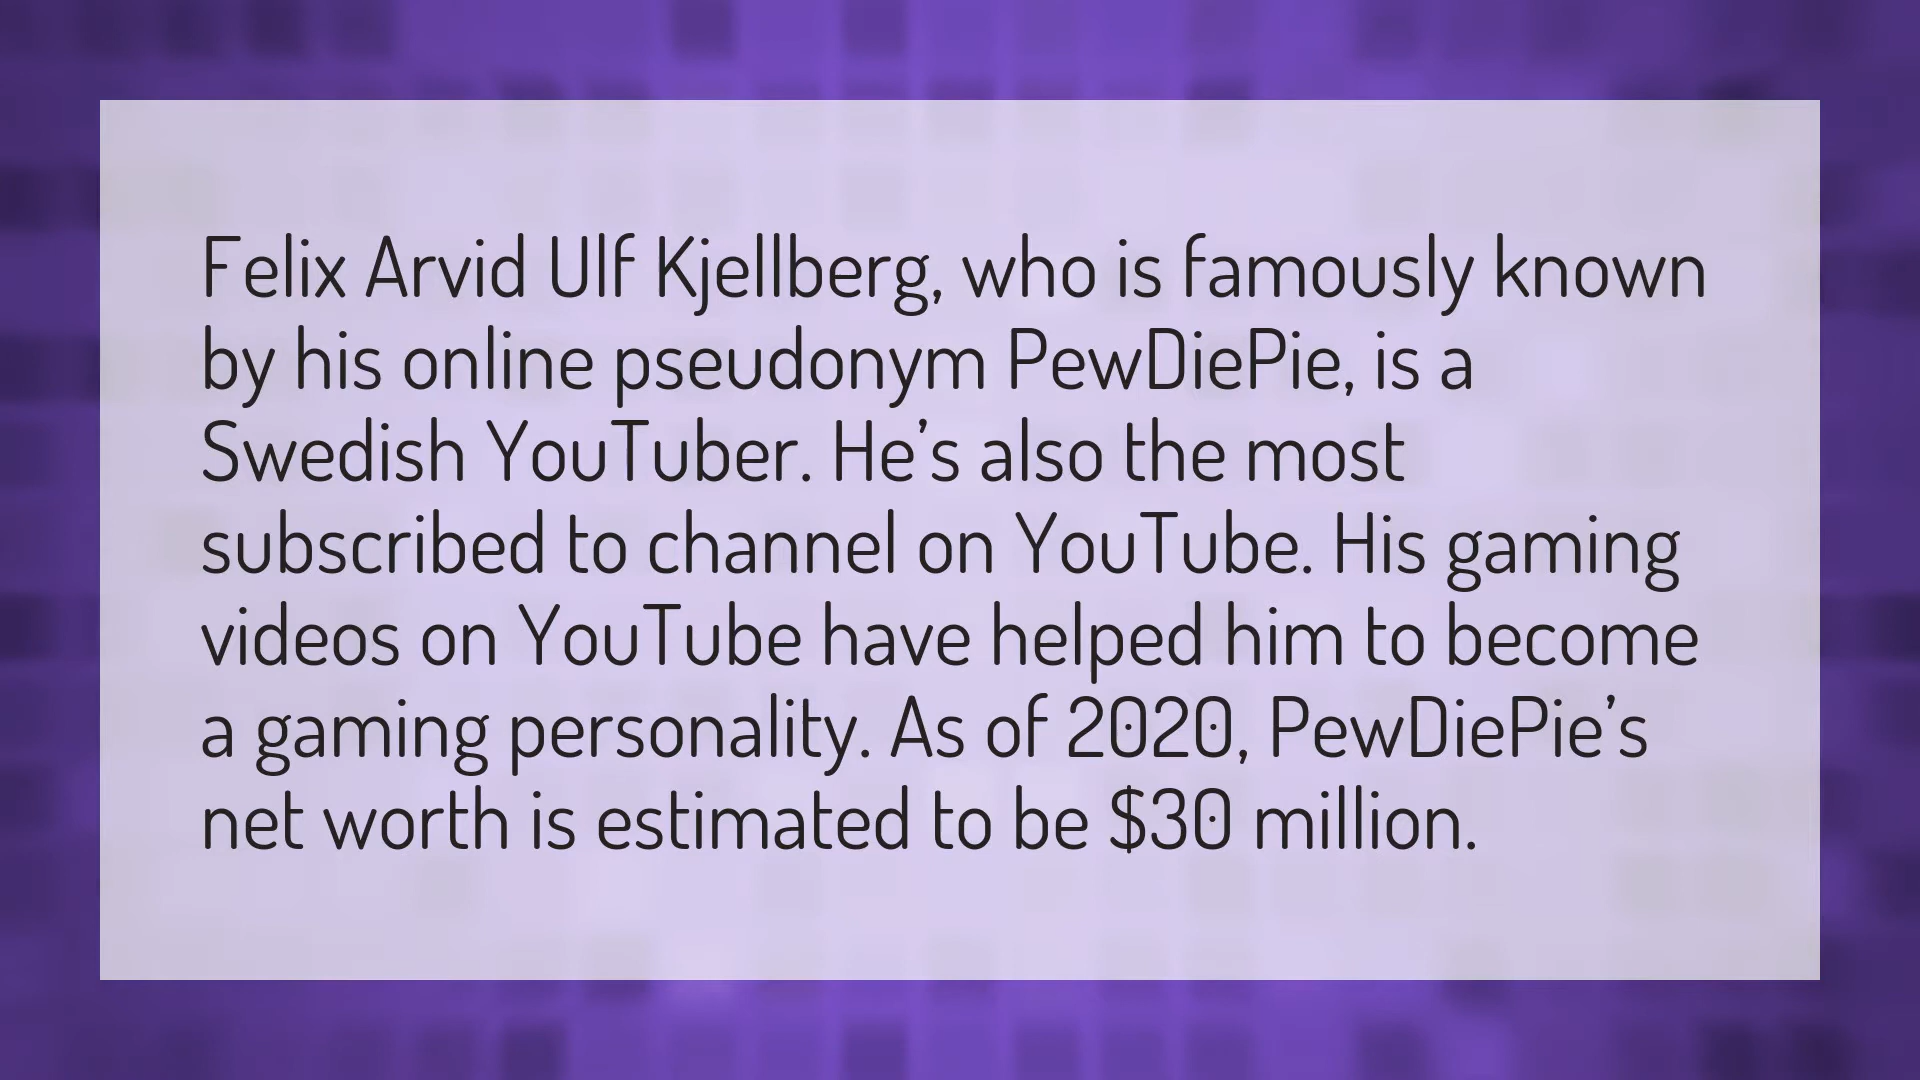 Felix Arvid Ulf Kjellberg, who is famously known
by his online pseudonym PewDiePie, is a
Swedish YouTuber. He’s also the most
subscribed to channel on YouTube. His gaming
videos on YouTube have helped him to become
a gaming personality. As of 2020, PewDiePie’s
net worth is estimated to be $30 million.